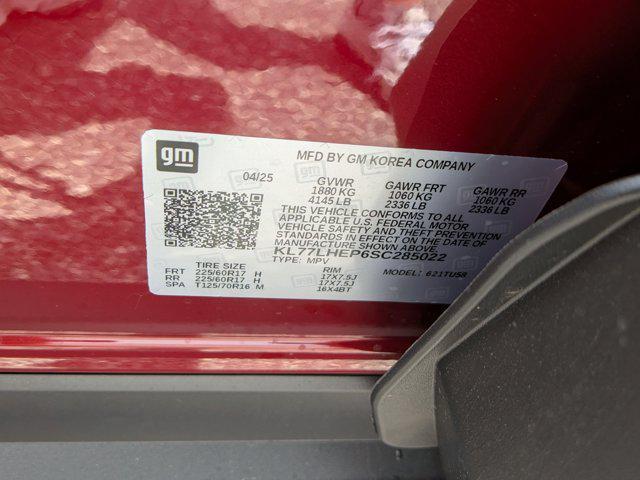 gm
MFD BY GM KOREA COMPANY
04/25 GVWR GAWR FRT GAWR RR
1880 KG 1060 KG 1060 KG
4145 LB 2336 LB 2336 LB
THIS VEHICLE CONFORMS TO ALL
APPLICABLE U.S. FEDERAL MOTOR
VEHICLE SAFETY AND THEFT PREVENTION
STANDARDS IN EFFECT ON THE DATE OF
MANUFACTURE SHOWN ABOVE.
KL77LHEP6SC285022
TYPE: MPV MODEL: 621TU58
TIRE SIZE RIM
FRT 225/60R17 H 17X7.5J
RR 225/60R17 H 17X7.5J
SPA T125/70R16 M 16X4BT